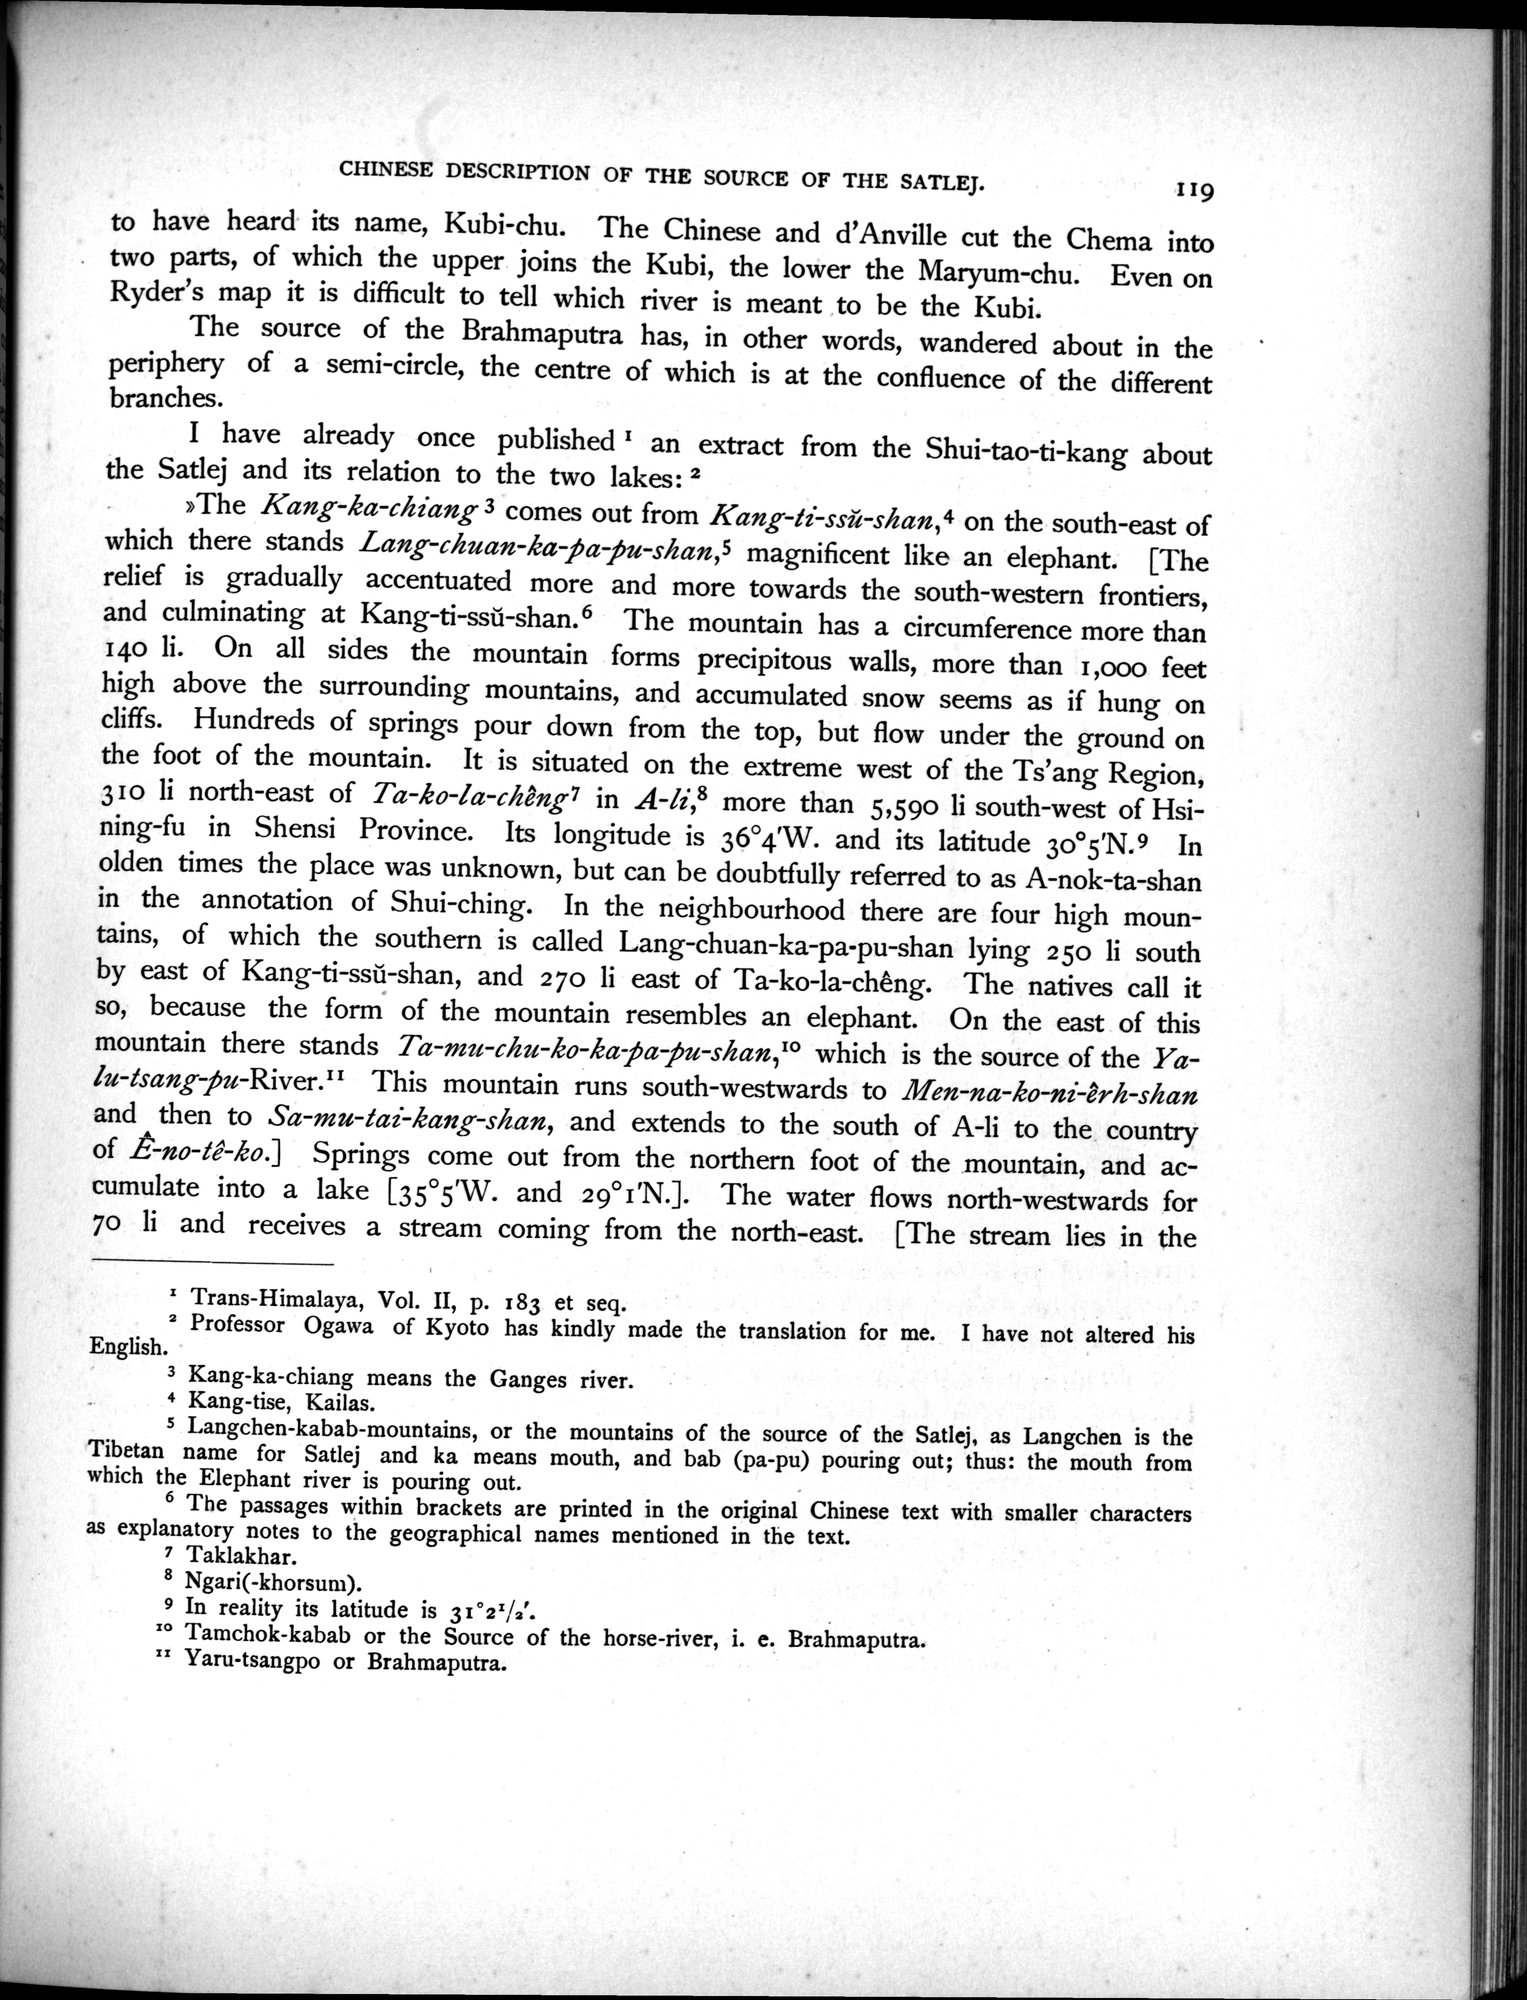 CHINESE DESCRIPTION OF THE SOURCE OF THE SATLEJ. 119
to have heard its name, Kubi-chu. The Chinese and d'Anville cut the Chema into
two parts, of which the upper joins the Kubi, the lower the Maryum-chu. Even on
Ryder's map it is difficult to tell which river is meant to be the Kubi.
The source of the Brahmaputra has, in other words, wandered about in the
periphery of a semi-circle, the centre of which is at the confluence of the different
branches.
I have already once published ¹ an extract from the Shui-tao-ti-kang about
the Satlej and its relation to the two lakes: ²
»The Kang-ka-chiang ³ comes out from Kang-ti-ssŭ-shan,⁴ on the south-east of
which there stands Lang-chuan-ka-pa-pu-shan,⁵ magnificent like an elephant. [The
relief is gradually accentuated more and more towards the south-western frontiers,
and culminating at Kang-ti-ssŭ-shan.⁶ The mountain has a circumference more than
140 li. On all sides the mountain forms precipitous walls, more than 1,000 feet
high above the surrounding mountains, and accumulated snow seems as if hung on
cliffs. Hundreds of springs pour down from the top, but flow under the ground on
the foot of the mountain. It is situated on the extreme west of the Ts'ang Region,
310 li north-east of Ta-ko-la-chêng⁷ in A-li,⁸ more than 5,590 li south-west of Hsi-
ning-fu in Shensi Province. Its longitude is 36°4′W. and its latitude 30°5′N.⁹ In
olden times the place was unknown, but can be doubtfully referred to as A-nok-ta-shan
in the annotation of Shui-ching. In the neighbourhood there are four high moun-
tains, of which the southern is called Lang-chuan-ka-pa-pu-shan lying 250 li south
by east of Kang-ti-ssŭ-shan, and 270 li east of Ta-ko-la-chêng. The natives call it
so, because the form of the mountain resembles an elephant. On the east of this
mountain there stands Ta-mu-chu-ko-ka-pa-pu-shan,¹⁰ which is the source of the Ya-
lu-tsang-pu-River.¹¹ This mountain runs south-westwards to Men-na-ko-ni-êrh-shan
and then to Sa-mu-tai-kang-shan, and extends to the south of A-li to the country
of Ê-no-tê-ko.] Springs come out from the northern foot of the mountain, and ac-
cumulate into a lake [35°5′W. and 29°1′N.]. The water flows north-westwards for
70 li and receives a stream coming from the north-east. [The stream lies in the
¹ Trans-Himalaya, Vol. II, p. 183 et seq.
² Professor Ogawa of Kyoto has kindly made the translation for me. I have not altered his
English.
³ Kang-ka-chiang means the Ganges river.
⁴ Kang-tise, Kailas.
⁵ Langchen-kabab-mountains, or the mountains of the source of the Satlej, as Langchen is the
Tibetan name for Satlej and ka means mouth, and bab (pa-pu) pouring out; thus: the mouth from
which the Elephant river is pouring out.
⁶ The passages within brackets are printed in the original Chinese text with smaller characters
as explanatory notes to the geographical names mentioned in the text.
⁷ Taklakhar.
⁸ Ngari(-khorsum).
⁹ In reality its latitude is 31°2¹/₂′.
¹⁰ Tamchok-kabab or the Source of the horse-river, i. e. Brahmaputra.
¹¹ Yaru-tsangpo or Brahmaputra.